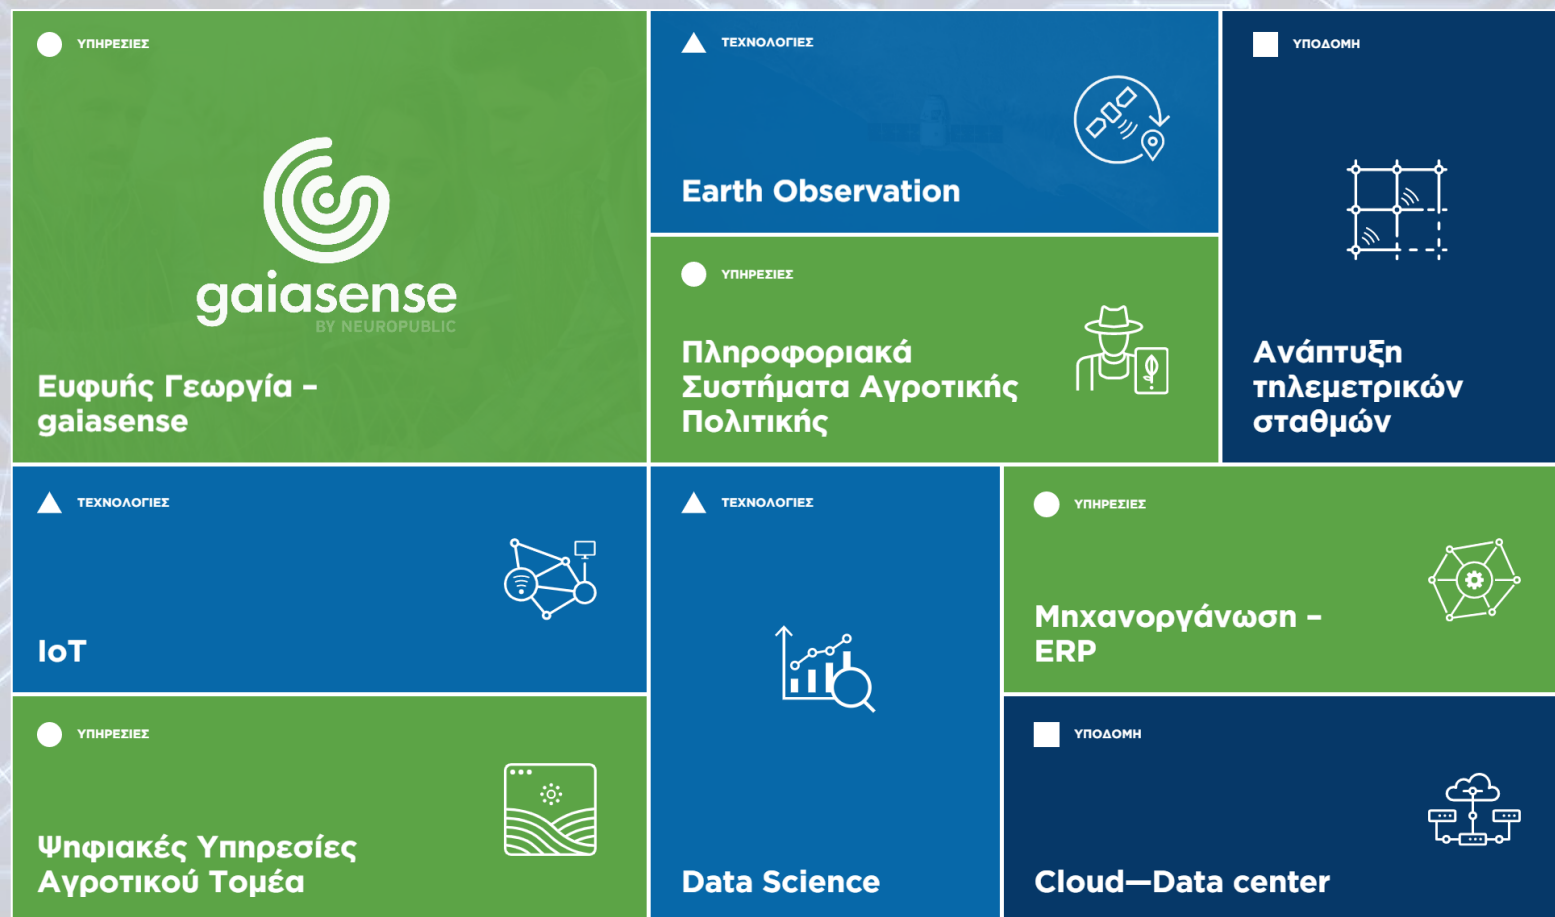 ΥΠΗΡΕΣΙΕΣ
gaiasense
BY NEUROPUBLIC
Ευφυής Γεωργία –
gaiasense
ΤΕΧΝΟΛΟΓΙΕΣ
Earth Observation
ΥΠΟΔΟΜΗ
Ανάπτυξη
τηλεμετρικών
σταθμών
ΥΠΗΡΕΣΙΕΣ
Πληροφοριακά
Συστήματα Αγροτικής
Πολιτικής
ΤΕΧΝΟΛΟΓΙΕΣ
IoT
ΤΕΧΝΟΛΟΓΙΕΣ
Data Science
ΥΠΗΡΕΣΙΕΣ
Μηχανοργάνωση –
ERP
ΥΠΗΡΕΣΙΕΣ
Ψηφιακές Υπηρεσίες
Αγροτικού Τομέα
ΥΠΟΔΟΜΗ
Cloud—Data center